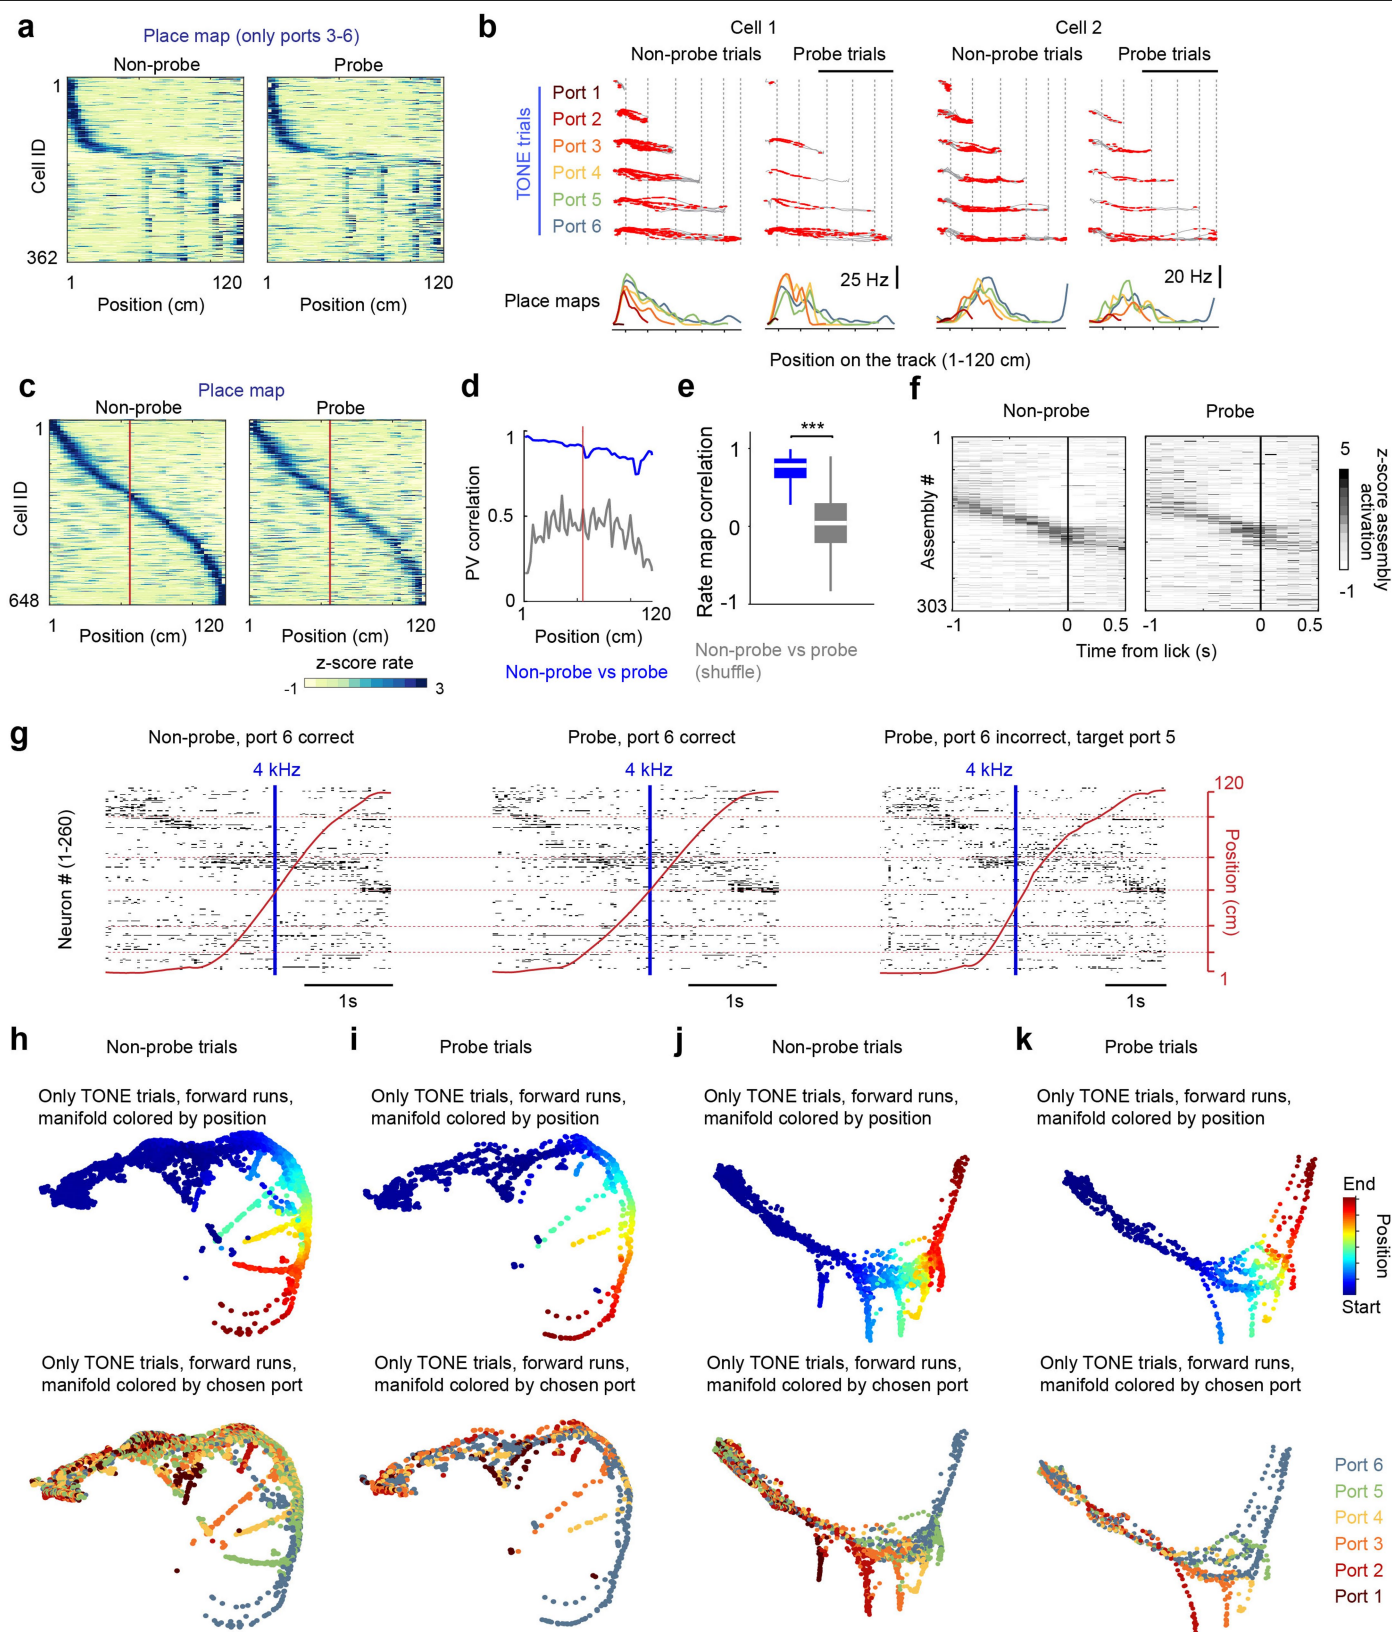 a
Place map (only ports 3-6)
Non-probe
Probe
1
Cell ID
362
1
120
1
120
Position (cm)
Position (cm)
b
Cell 1
Cell 2
Non-probe trials
Probe trials
Non-probe trials
Probe trials
TONE trials
Port 1
Port 2
Port 3
Port 4
Port 5
Port 6
Place maps
25 Hz
20 Hz
Position on the track (1-120 cm)
c
Place map
Non-probe
Probe
1
Cell ID
648
1
120
1
120
Position (cm)
Position (cm)
z-score rate
-1
3
d
1
0.5
0
PV correlation
1
120
Position (cm)
Non-probe vs probe
e
***
1
0
-1
Rate map correlation
Non-probe vs probe
(shuffle)
f
Non-probe
Probe
1
Assembly #
303
-1
0
0.5
-1
0
0.5
Time from lick (s)
5
-1
z-score assembly
activation
g
Non-probe, port 6 correct
Probe, port 6 correct
Probe, port 6 incorrect, target port 5
4 kHz
4 kHz
4 kHz
Neuron # (1-260)
120
Position (cm)
1
1s
1s
1s
h
Non-probe trials
Only TONE trials, forward runs,
manifold colored by position
i
Probe trials
Only TONE trials, forward runs,
manifold colored by position
j
Non-probe trials
Only TONE trials, forward runs,
manifold colored by position
k
Probe trials
Only TONE trials, forward runs,
manifold colored by position
End
Position
Start
Only TONE trials, forward runs,
manifold colored by chosen port
Only TONE trials, forward runs,
manifold colored by chosen port
Only TONE trials, forward runs,
manifold colored by chosen port
Only TONE trials, forward runs,
manifold colored by chosen port
Port 6
Port 5
Port 4
Port 3
Port 2
Port 1